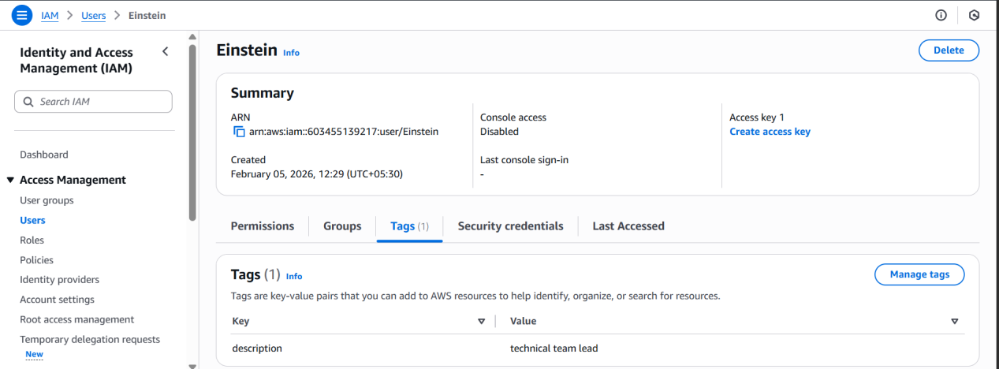 IAM > Users > Einstein
Identity and Access
Management (IAM)
Search IAM
Dashboard
Access Management
User groups
Users
Roles
Policies
Identity providers
Account settings
Root access management
Temporary delegation requests
New
Einstein Info
Delete
Summary
ARN
arn:aws:iam::603455139217:user/Einstein
Created
February 05, 2026, 12:29 (UTC+05:30)
Console access
Disabled
Last console sign-in
-
Access key 1
Create access key
Permissions Groups Tags (1) Security credentials Last Accessed
Tags (1) Info
Manage tags
Tags are key-value pairs that you can add to AWS resources to help identify, organize, or search for resources.
Key Value
description technical team lead